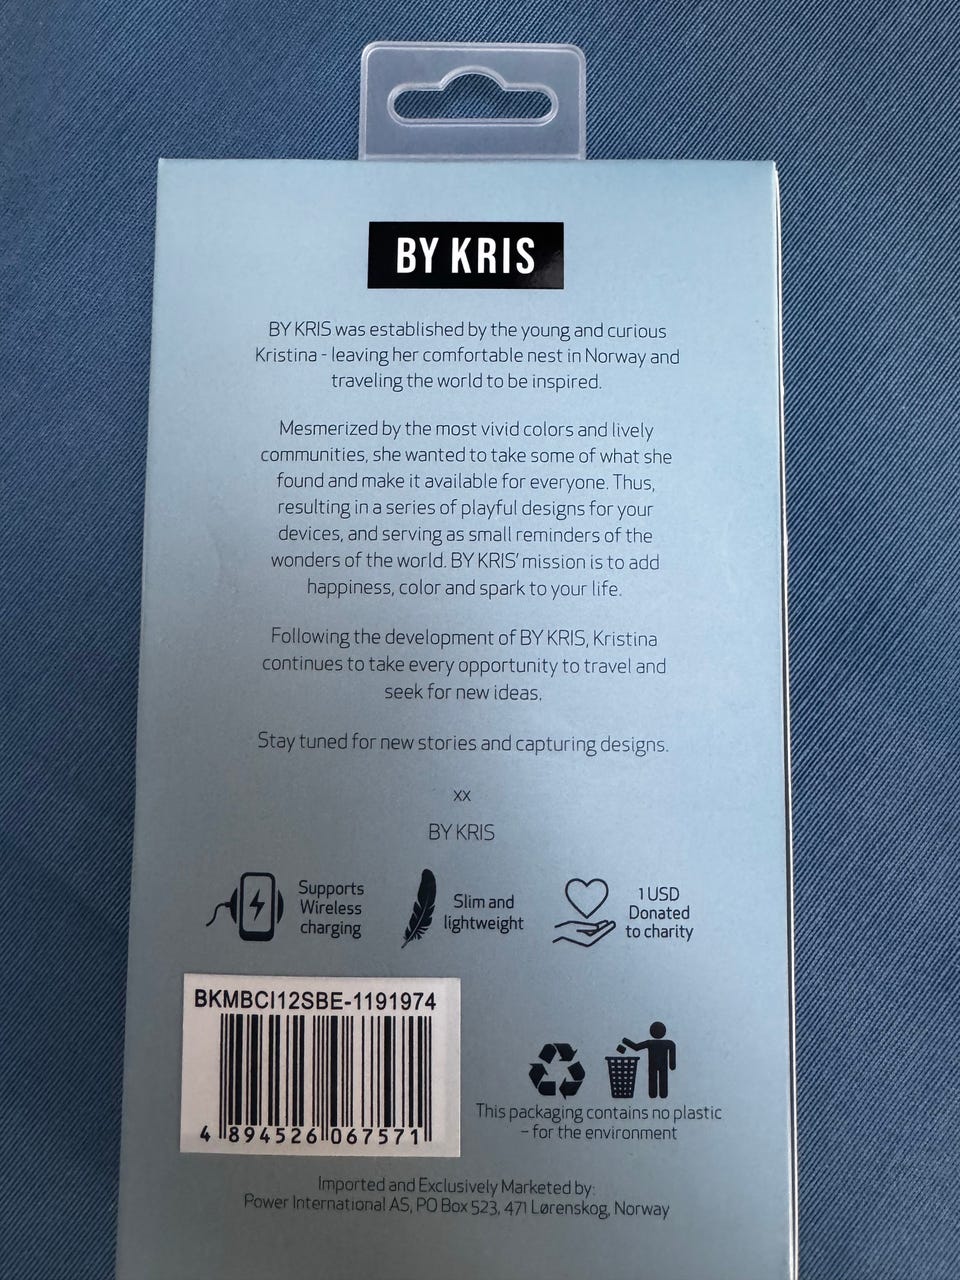 BY KRIS
BY KRIS was established by the young and curious
Kristina - leaving her comfortable nest in Norway and
traveling the world to be inspired.
Mesmerized by the most vivid colors and lively
communities, she wanted to take some of what she
found and make it available for everyone. Thus,
resulting in a series of playful designs for your
devices, and serving as small reminders of the
wonders of the world. BY KRIS' mission is to add
happiness, color and spark to your life.
Following the development of BY KRIS, Kristina
continues to take every opportunity to travel and
seek for new ideas.
Stay tuned for new stories and capturing designs.
xx
BY KRIS
Supports
Wireless
charging
Slim and
lightweight
1 USD
Donated
to charity
BKMBCI12SBE-1191974
4 894526 067571
This packaging contains no plastic
- for the environment
Imported and Exclusively Marketed by:
Power International AS, PO Box 523, 471 Lørenskog, Norway